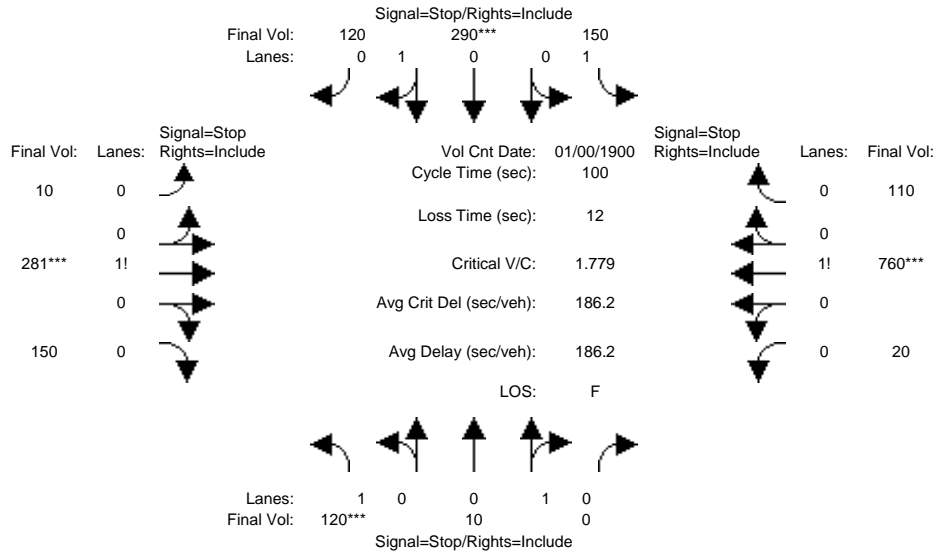 Signal=Stop/Rights=Include
Final Vol: 120 290*** 150
Lanes: 0 1 0 0 1
Signal=Stop Signal=Stop
Final Vol: Lanes: Rights=Include Vol Cnt Date: 01/00/1900 Rights=Include Lanes: Final Vol:
Cycle Time (sec): 100
10 0 0 110
Loss Time (sec): 12
0 0
281*** 1! Critical V/C: 1.779 1! 760***
0 Avg Crit Del (sec/veh): 186.2 0
150 0 Avg Delay (sec/veh): 186.2 0 20
LOS: F
Lanes: 1 0 0 1 0
Final Vol: 120*** 10 0
Signal=Stop/Rights=Include